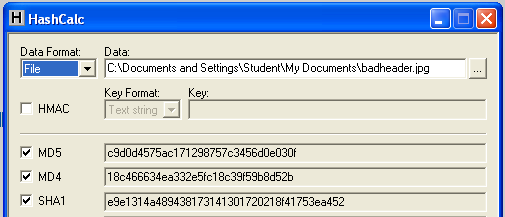 H HashCalc
Data Format: Data:
File C:\Documents and Settings\Student\My Documents\badheader.jpg ...
Key Format: Key:
HMAC Text string
MD5 c9d0d4575ac171298757c3456d0e030f
MD4 18c466634ea332e5fc18c39f59b8d52b
SHA1 e9e1314a489438173141301720218f41753ea452